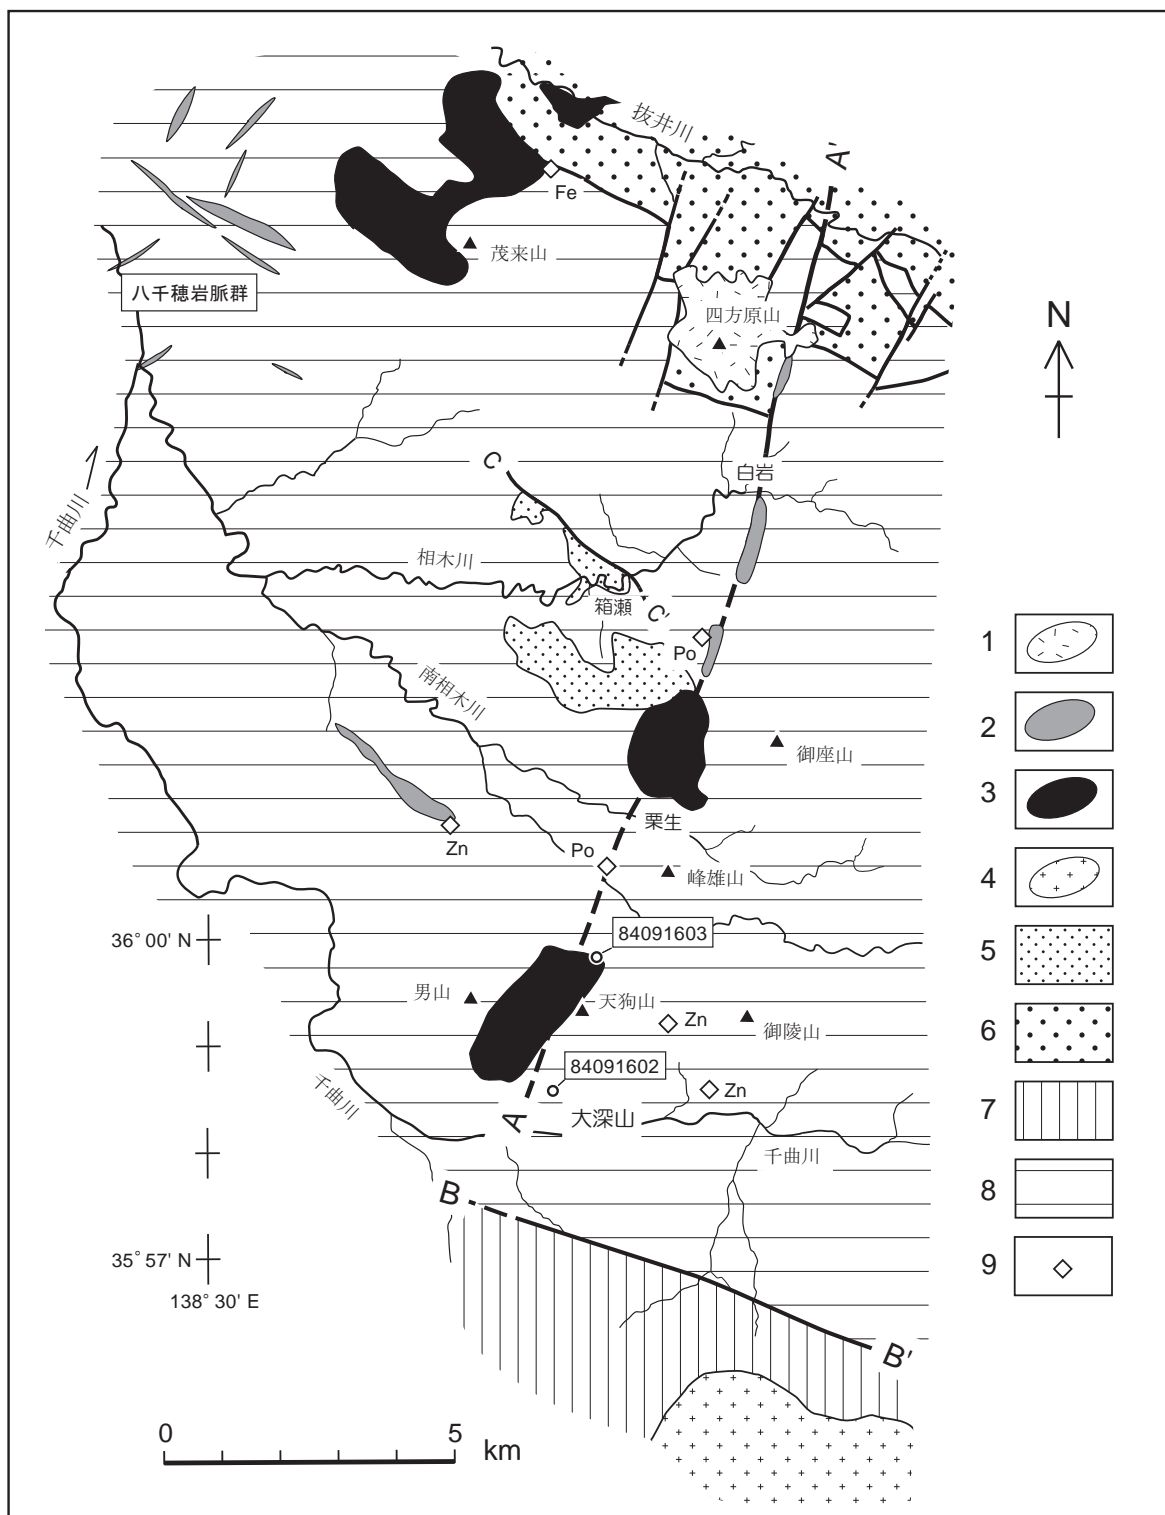 抜井川
A'
Fe
茂来山
八千穂岩脈群
四方原山
N
C
白岩
千曲川
相木川
箱瀬
C'
Po
1
南相木川
2
御座山
3
栗生
Zn
Po
峰雄山
4
84091603
36° 00' N
5
男山
天狗山
Zn
御陵山
6
84091602
千曲川
Zn
A
大深山
7
千曲川
B
8
35° 57' N
9
138° 30' E
B'
0
5
km